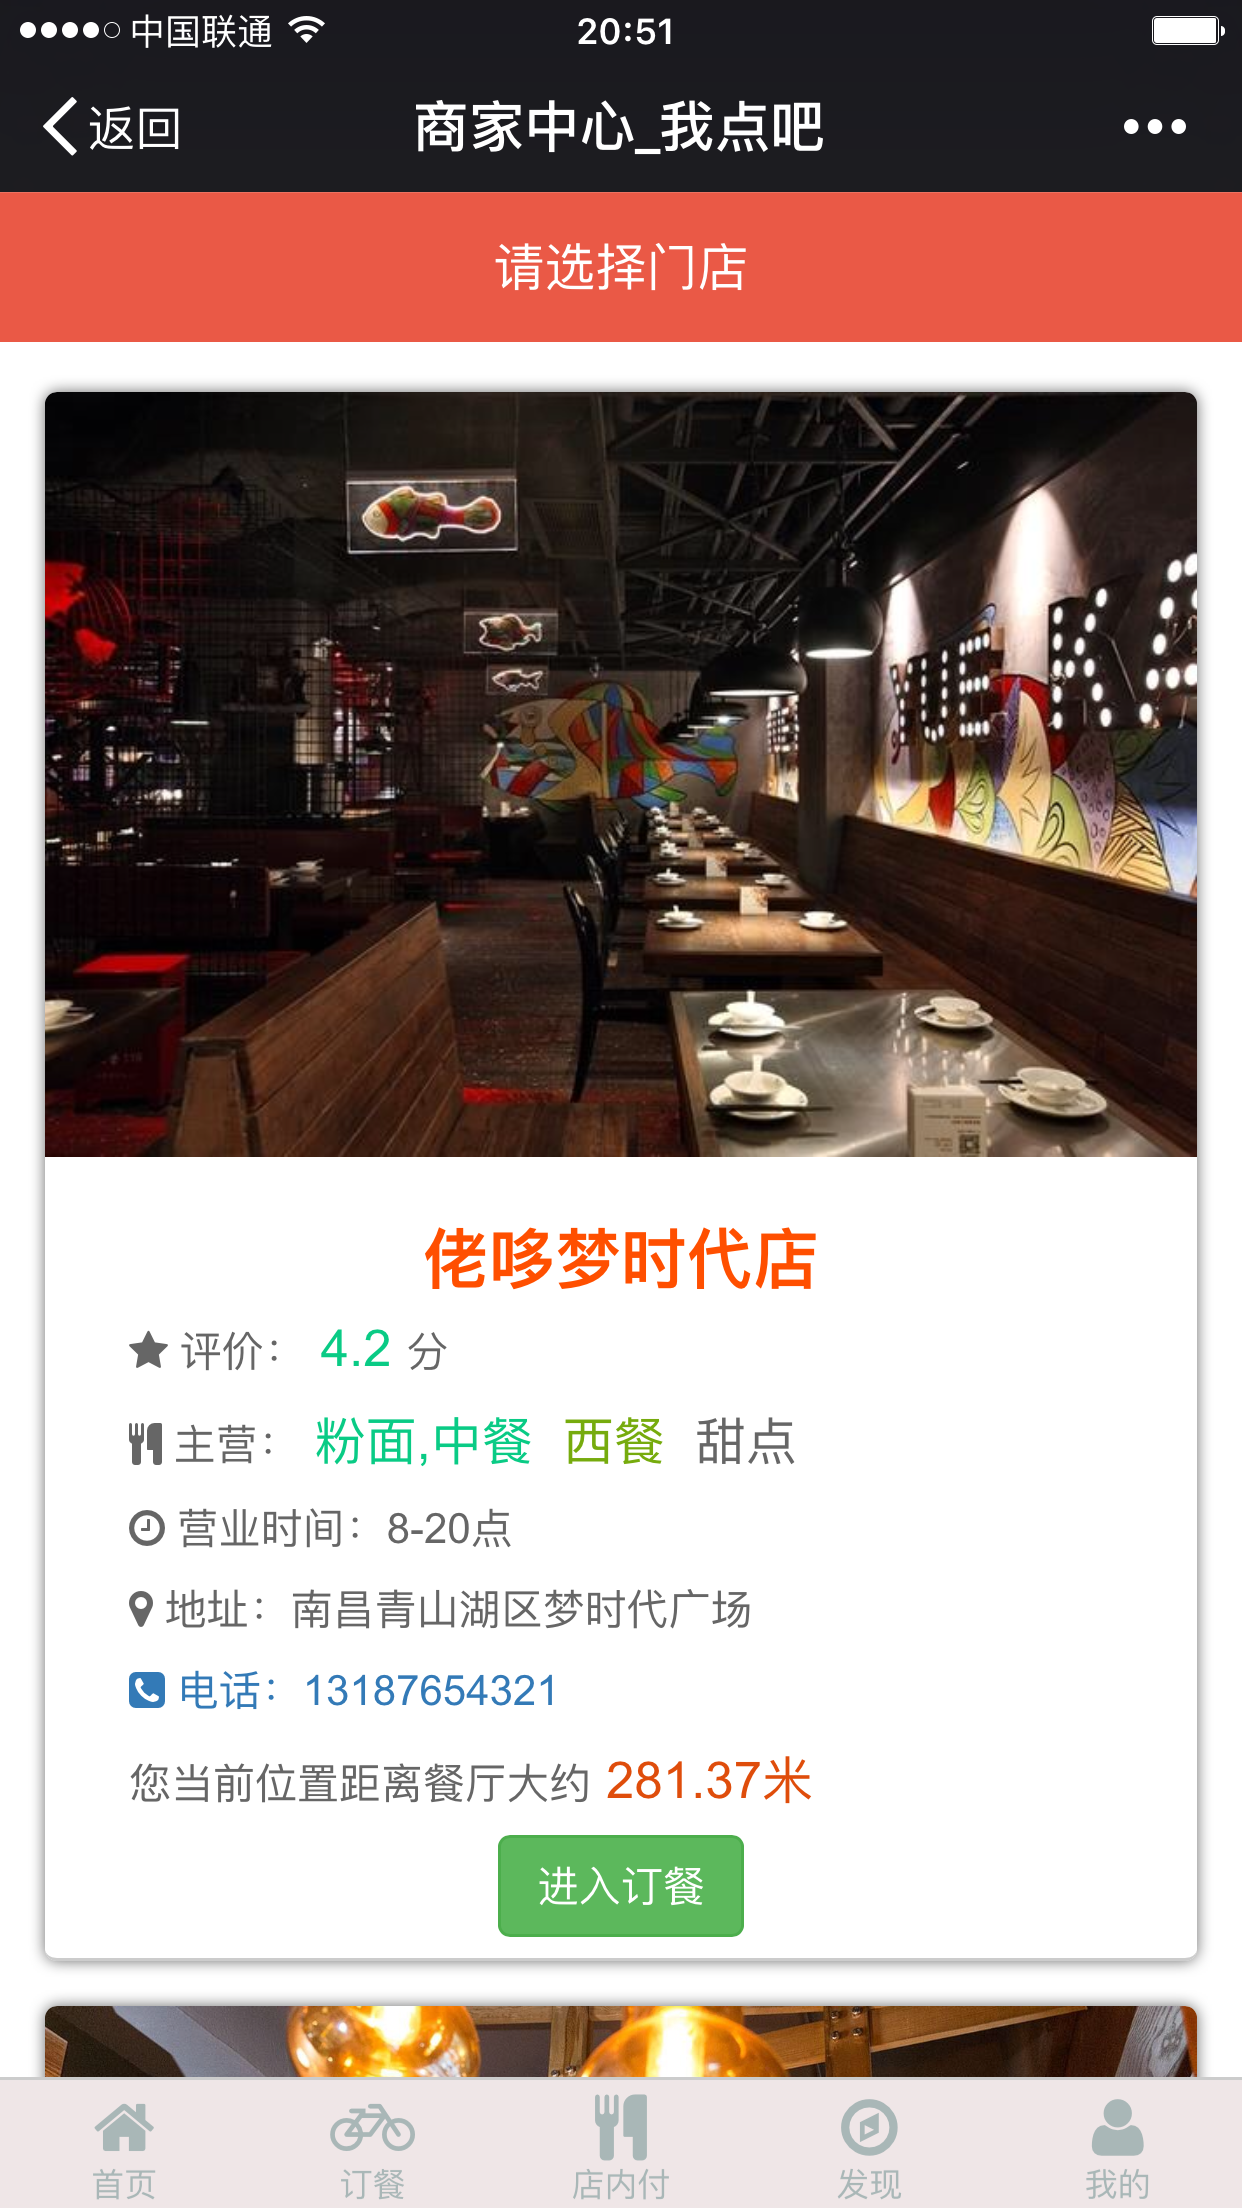 中国联通
20:51
返回
商家中心_我点吧
请选择门店
YUE KA
佬哆梦时代店
评价： 4.2 分
主营： 粉面,中餐 西餐 甜点
营业时间：8-20点
地址：南昌青山湖区梦时代广场
电话：13187654321
您当前位置距离餐厅大约 281.37米
进入订餐
首页 订餐 店内付 发现 我的